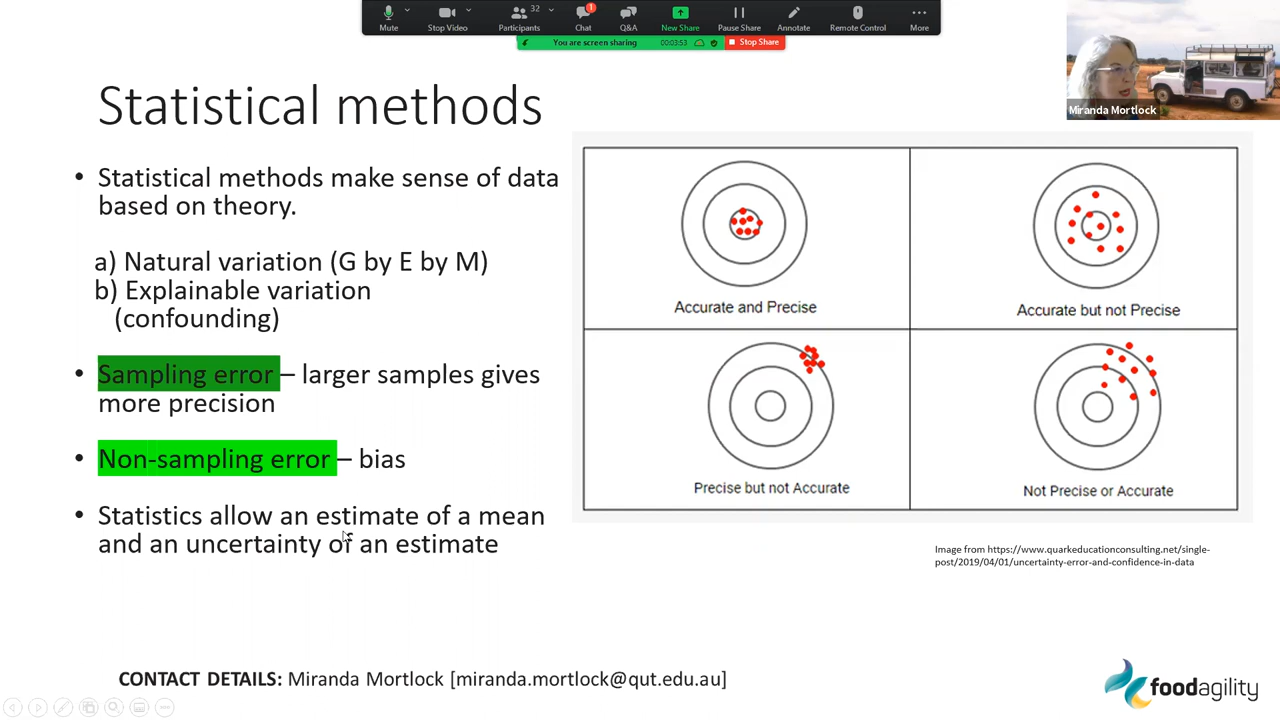 32
1
Mute
Stop Video
Participants
Chat
Q&A
New Share
Pause Share
Annotate
Remote Control
More
You are screen sharing
00:03:53
Stop Share
Miranda Mortlock
Statistical methods
• Statistical methods make sense of data
based on theory.
a) Natural variation (G by E by M)
b) Explainable variation
(confounding)
• Sampling error – larger samples gives
more precision
• Non-sampling error – bias
• Statistics allow an estimate of a mean
and an uncertainty of an estimate
Accurate and Precise
Accurate but not Precise
Precise but not Accurate
Not Precise or Accurate
Image from https://www.quarkeducationconsulting.net/single-
post/2019/04/01/uncertainty-error-and-confidence-in-data
CONTACT DETAILS: Miranda Mortlock [miranda.mortlock@qut.edu.au]
foodagility